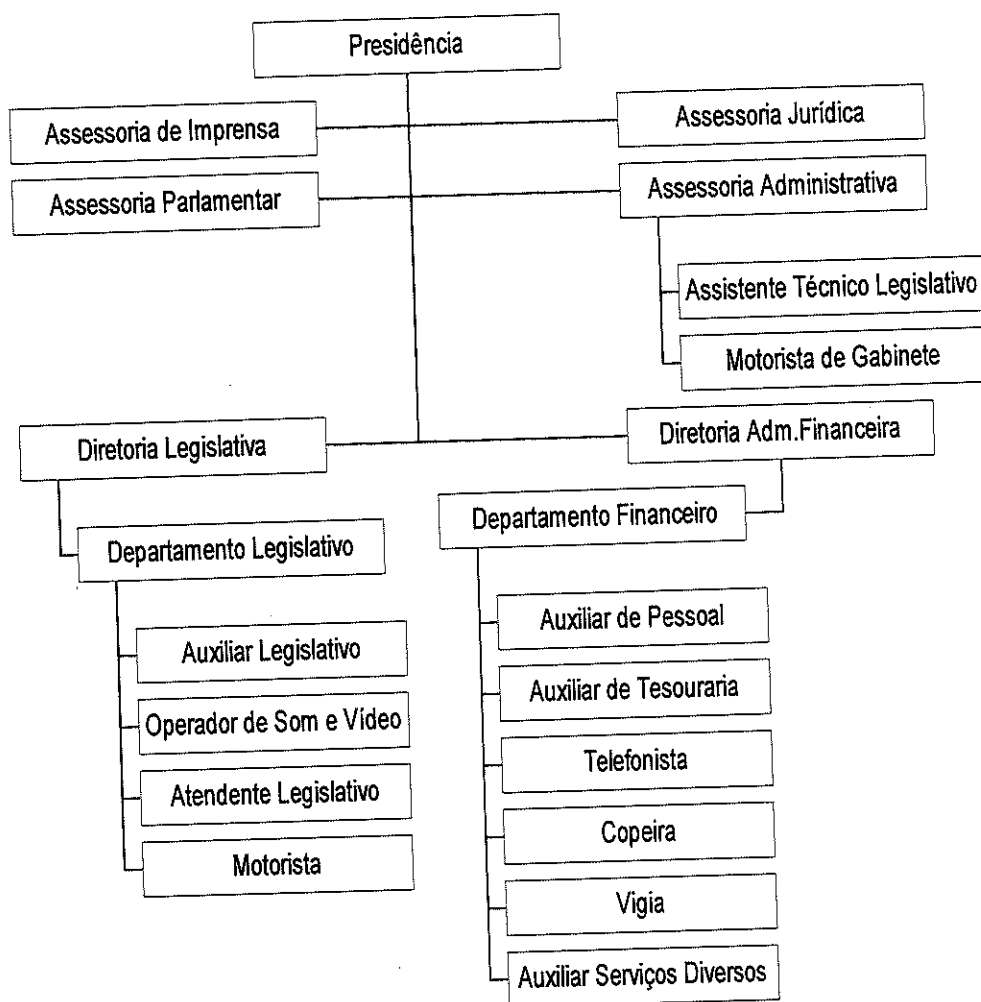 Presidência
Assessoria de Imprensa
Assessoria Jurídica
Assessoria Parlamentar
Assessoria Administrativa
Assistente Técnico Legislativo
Motorista de Gabinete
Diretoria Legislativa
Diretoria Adm.Financeira
Departamento Legislativo
Auxiliar Legislativo
Operador de Som e Vídeo
Atendente Legislativo
Motorista
Departamento Financeiro
Auxiliar de Pessoal
Auxiliar de Tesouraria
Telefonista
Copeira
Vigia
Auxiliar Serviços Diversos